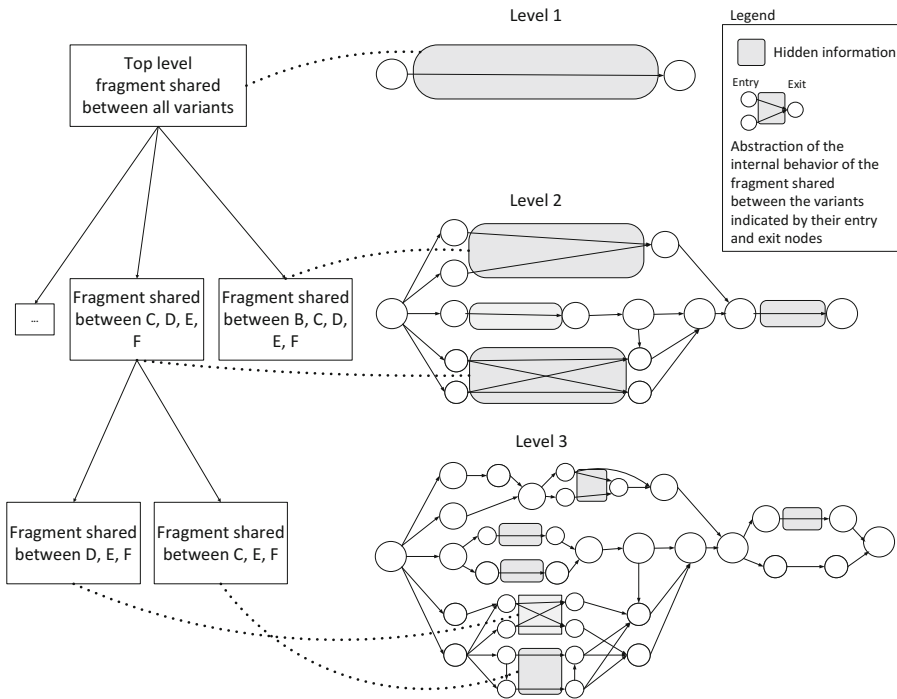 Level 1
Legend
Top level
fragment shared
between all variants
Hidden information
Entry
Exit
Abstraction of the
internal behavior of the
fragment shared
between the variants
indicated by their entry
and exit nodes
Level 2
...
Fragment shared
between C, D, E,
F
Fragment shared
between B, C, D,
E, F
Level 3
Fragment shared
between D, E, F
Fragment shared
between C, E, F